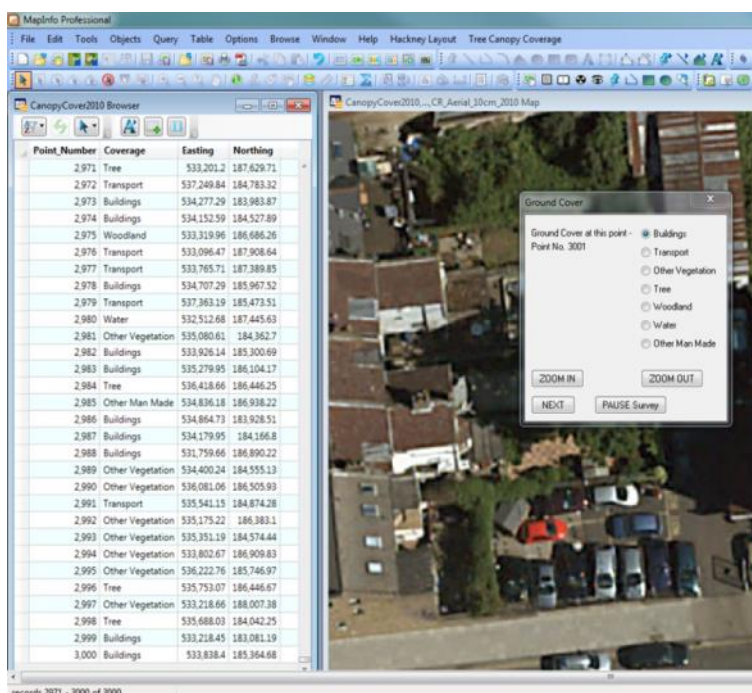 MapInfo Professional
File Edit Tools Objects Query Table Options Browse Window Help Hackney Layout Tree Canopy Coverage
CanopyCover2010 Browser
Point_Number Coverage Easting Northing
2,971 Tree 533,201.2 187,629.71
2,972 Transport 537,249.84 184,783.32
2,973 Buildings 534,277.29 183,983.87
2,974 Buildings 534,152.59 184,527.89
2,975 Woodland 533,319.96 186,686.26
2,976 Transport 533,096.47 187,908.64
2,977 Transport 533,765.71 187,389.85
2,978 Buildings 534,707.29 185,967.52
2,979 Transport 537,363.19 185,473.51
2,980 Water 532,512.68 187,445.63
2,981 Other Vegetation 535,080.61 184,362.7
2,982 Buildings 533,926.14 185,300.69
2,983 Buildings 535,279.95 186,104.17
2,984 Tree 536,418.66 186,446.25
2,985 Other Man Made 534,836.18 186,938.22
2,986 Buildings 534,864.73 183,928.51
2,987 Buildings 534,179.95 184,166.8
2,988 Buildings 531,759.66 186,890.22
2,989 Other Vegetation 534,400.24 184,555.13
2,990 Other Vegetation 536,081.06 186,505.93
2,991 Transport 535,541.15 184,874.28
2,992 Other Vegetation 535,175.22 186,383.1
2,993 Other Vegetation 535,351.19 184,574.44
2,994 Other Vegetation 533,802.67 186,909.83
2,995 Other Vegetation 536,222.76 185,746.97
2,996 Tree 535,753.07 186,446.67
2,997 Other Vegetation 533,218.66 188,007.38
2,998 Tree 535,688.03 184,042.25
2,999 Buildings 533,218.45 183,081.19
3,000 Buildings 533,838.4 185,364.68
records 2971 - 3000 of 3000
CanopyCover2010,...,CR_Aerial_10cm_2010 Map
Ground Cover
X
Ground Cover at this point -
Point No. 3001
Buildings
Transport
Other Vegetation
Tree
Woodland
Water
Other Man Made
ZOOM IN ZOOM OUT
NEXT PAUSE Survey